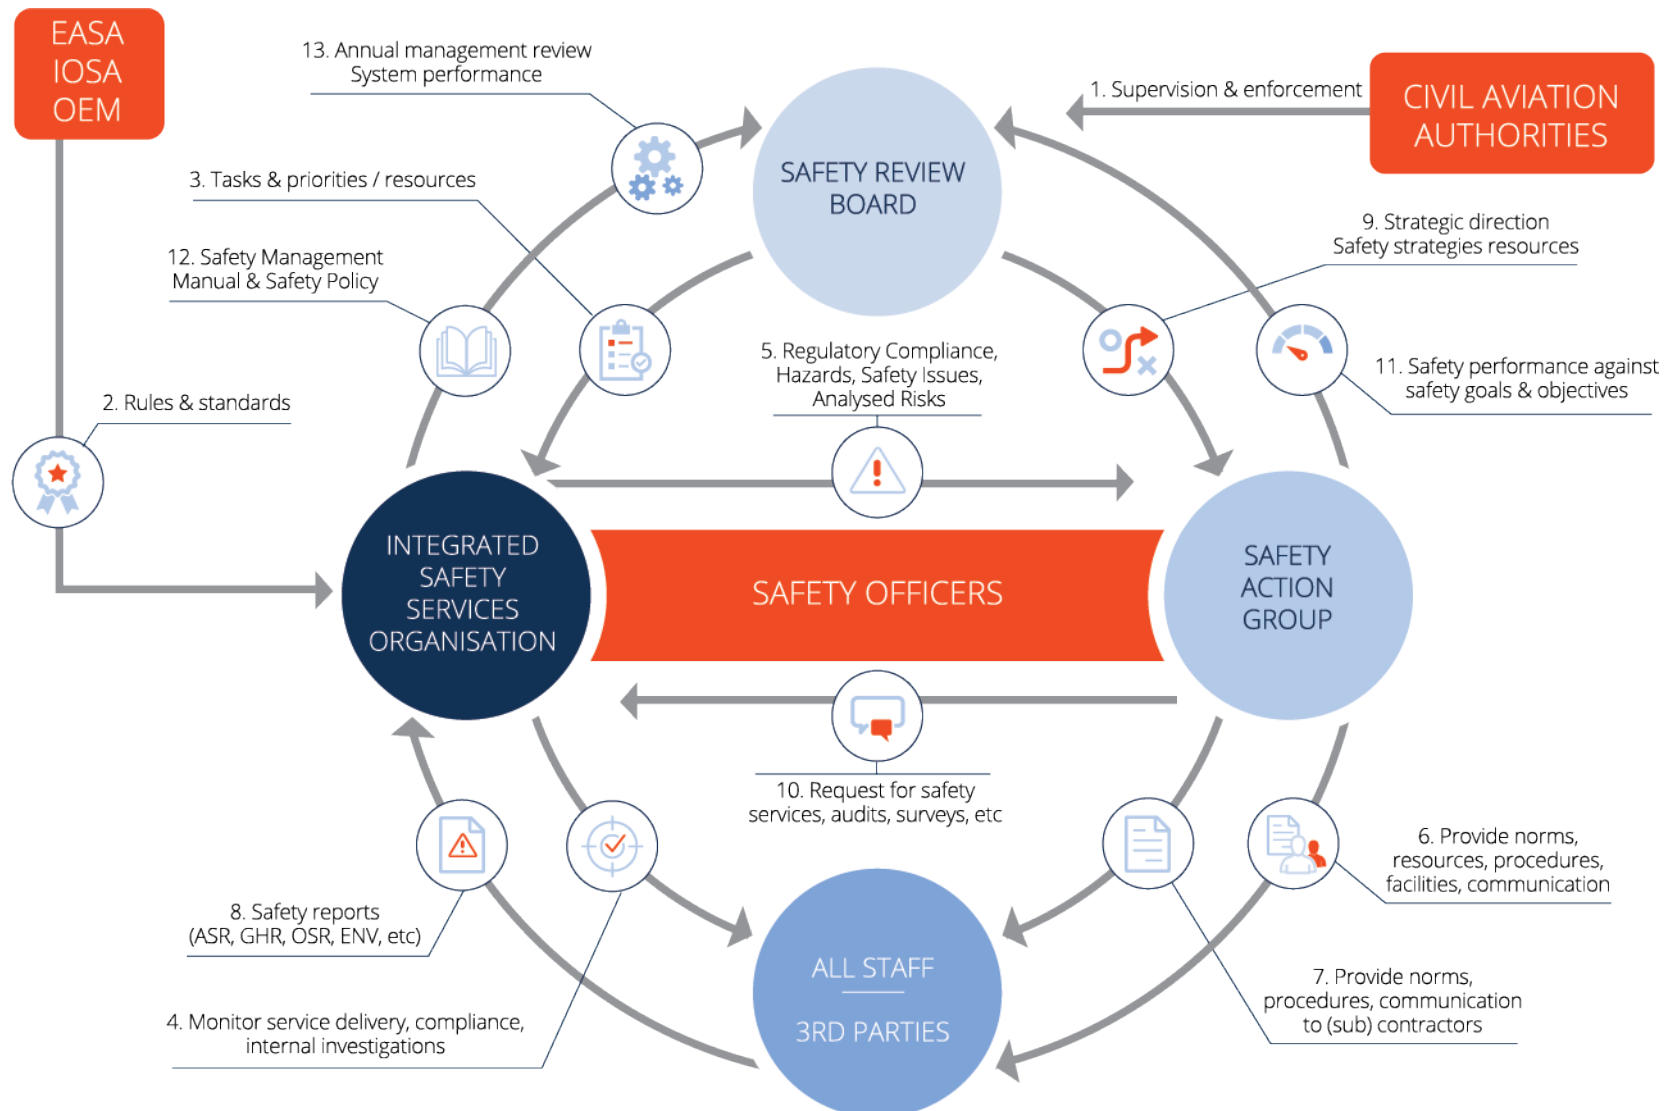 EASA
IOSA
OEM
13. Annual management review
System performance
1. Supervision & enforcement
CIVIL AVIATION
AUTHORITIES
3. Tasks & priorities / resources
SAFETY REVIEW
BOARD
9. Strategic direction
Safety strategies resources
12. Safety Management
Manual & Safety Policy
5. Regulatory Compliance,
Hazards, Safety Issues,
Analysed Risks
11. Safety performance against
safety goals & objectives
2. Rules & standards
INTEGRATED
SAFETY
SERVICES
ORGANISATION
SAFETY OFFICERS
SAFETY
ACTION
GROUP
10. Request for safety
services, audits, surveys, etc
6. Provide norms,
resources, procedures,
facilities, communication
8. Safety reports
(ASR, GHR, OSR, ENV, etc)
ALL STAFF
3RD PARTIES
7. Provide norms,
procedures, communication
to (sub) contractors
4. Monitor service delivery, compliance,
internal investigations